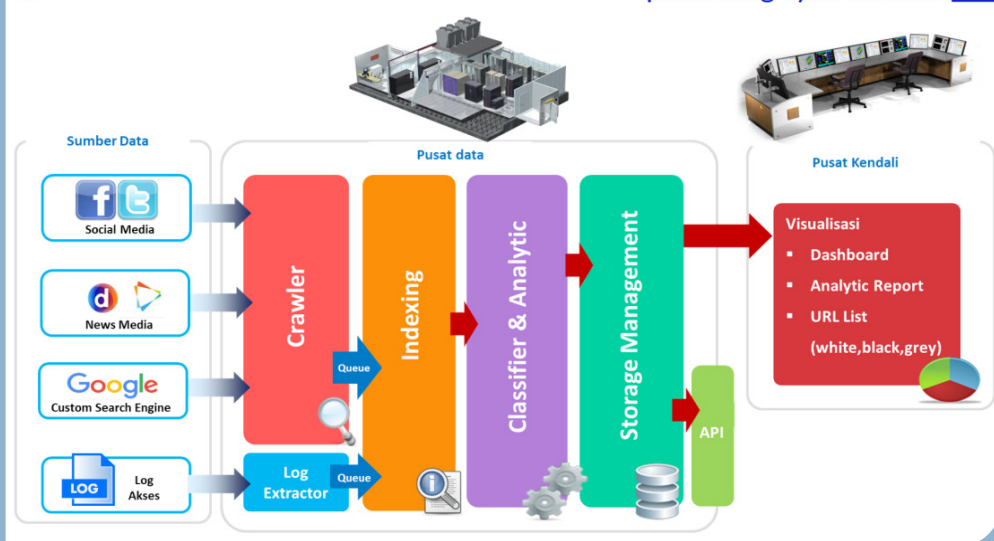 Sumber Data
Social Media
d
News Media
Google
Custom Search Engine
LOG
Log
Akses
Pusat data
Crawler
Queue
Log
Extractor
Queue
Indexing
Classifier & Analytic
Storage Management
API
Pusat Kendali
Visualisasi
▪ Dashboard
▪ Analytic Report
▪ URL List
(white,black,grey)